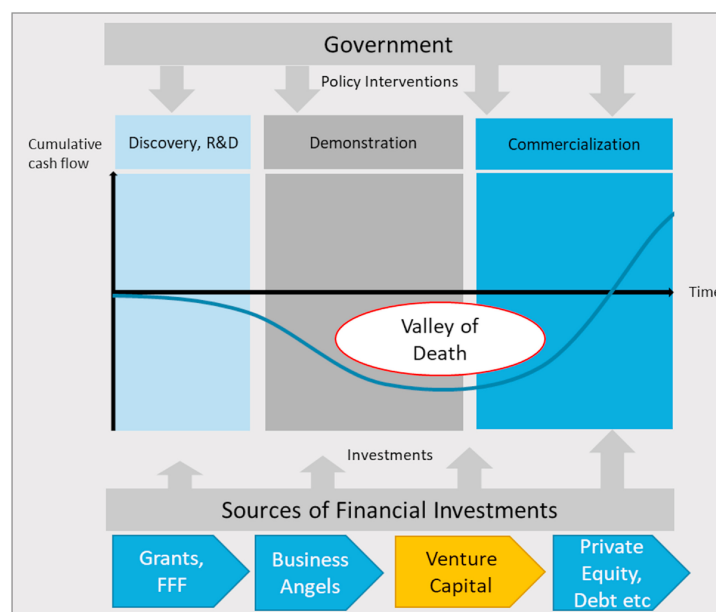 Government
Policy Interventions
Cumulative
cash flow
Discovery, R&D
Demonstration
Commercialization
Time
Valley of
Death
Investments
Sources of Financial Investments
Grants,
FFF
Business
Angels
Venture
Capital
Private
Equity,
Debt etc